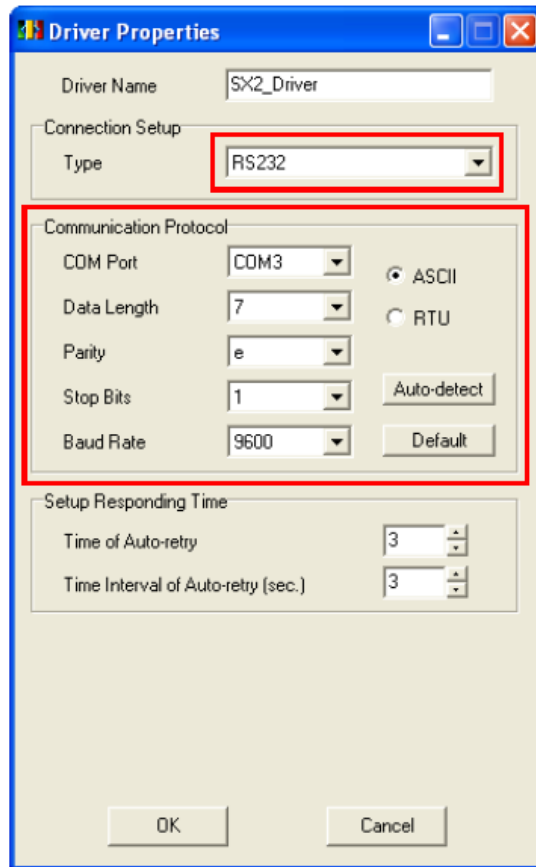 Driver Properties
Driver Name SX2_Driver
Connection Setup
Type RS232
Communication Protocol
COM Port COM3
ASCII
Data Length 7
RTU
Parity e
Stop Bits 1
Auto-detect
Baud Rate 9600
Default
Setup Responding Time
Time of Auto-retry 3
Time Interval of Auto-retry (sec.) 3
OK Cancel